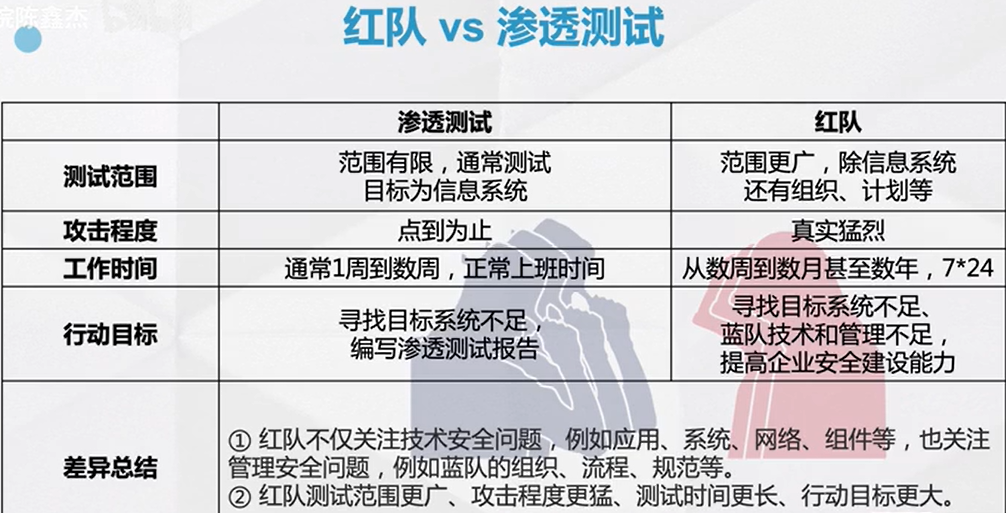 院陈鑫杰
红队 vs 渗透测试
渗透测试 红队
测试范围 范围有限，通常测试 范围更广，除信息系统
目标为信息系统 还有组织、计划等
攻击程度 点到为止 真实猛烈
工作时间 通常1周到数周，正常上班时间 从数周到数月甚至数年，7*24
行动目标 寻找目标系统不足， 寻找目标系统不足、
编写渗透测试报告 蓝队技术和管理不足，
提高企业安全建设能力
差异总结 ① 红队不仅关注技术安全问题，例如应用、系统、网络、组件等，也关注
管理安全问题，例如蓝队的组织、流程、规范等。
② 红队测试范围更广、攻击程度更猛、测试时间更长、行动目标更大。